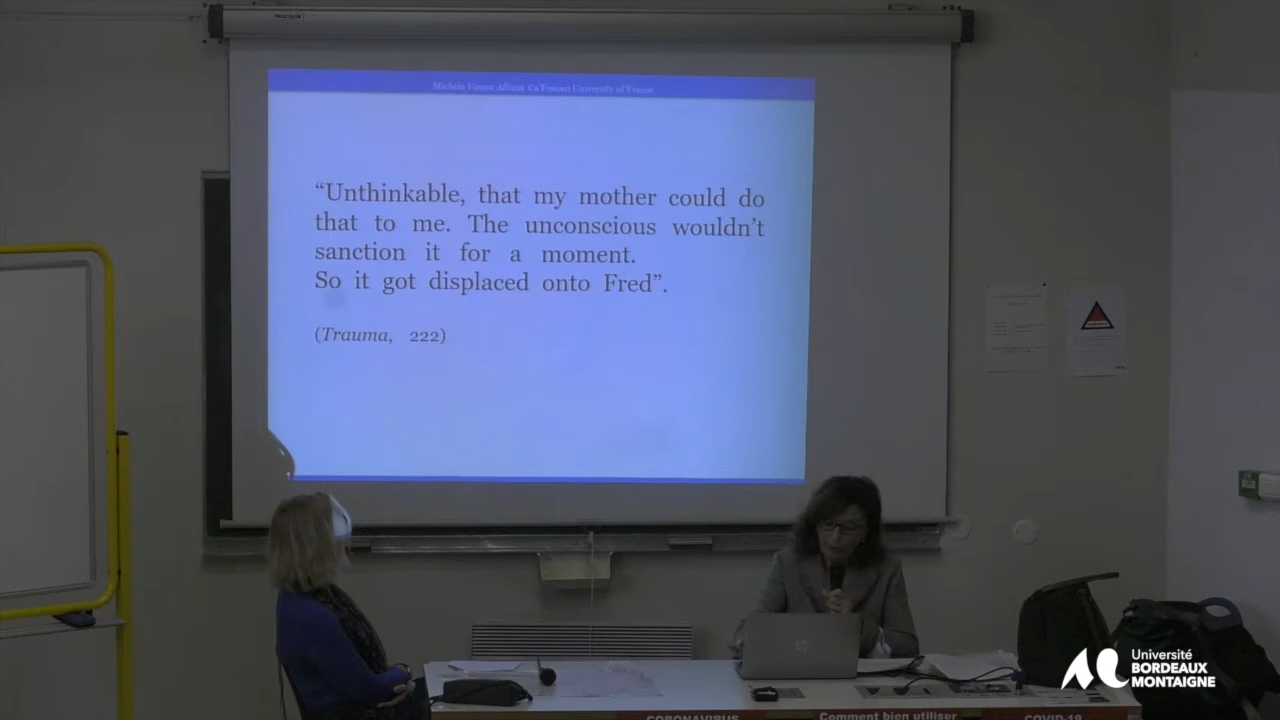 PROCOLOR
Michela Vanon Alliata Ca' Foscari University of Venice
“Unthinkable, that my mother could do
that to me. The unconscious wouldn’t
sanction it for a moment.
So it got displaced onto Fred”.
(Trauma, 222)
hp
Université
BORDEAUX
MONTAIGNE
CORONAVIRUS
Comment bien utiliser
COVID-19